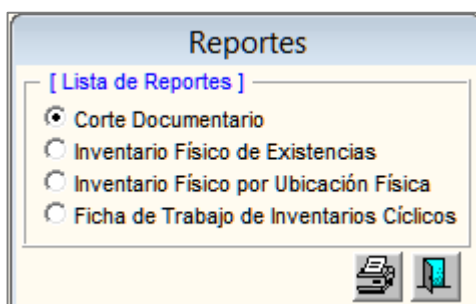 Reportes
[ Lista de Reportes ]
Corte Documentario
Inventario Físico de Existencias
Inventario Físico por Ubicación Física
Ficha de Trabajo de Inventarios Cíclicos